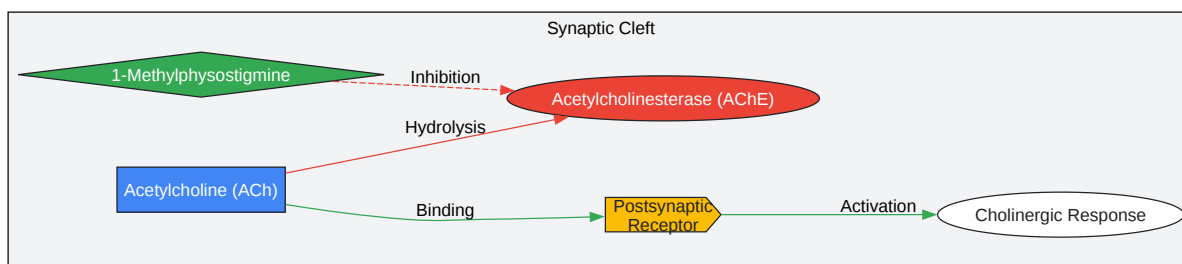 Synaptic Cleft
1-Methylphysostigmine
Inhibition
Acetylcholinesterase (AChE)
Hydrolysis
Acetylcholine (ACh)
Binding
Postsynaptic
Receptor
Activation
Cholinergic Response